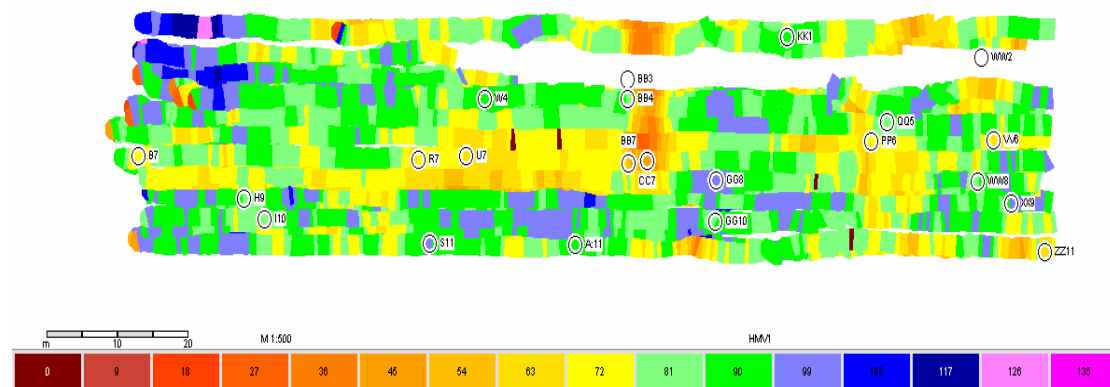 KK1
WW2
BB3
W4
BB4
QQ5
BB7
PP6
VV6
B7
R7
U7
CC7
GG8
WW8
H9
XX9
I10
GG10
S11
A:11
ZZ11
m 10 20
M 1:500
HMV1
0 9 18 27 36 45 54 63 72 81 90 99 108 117 126 135